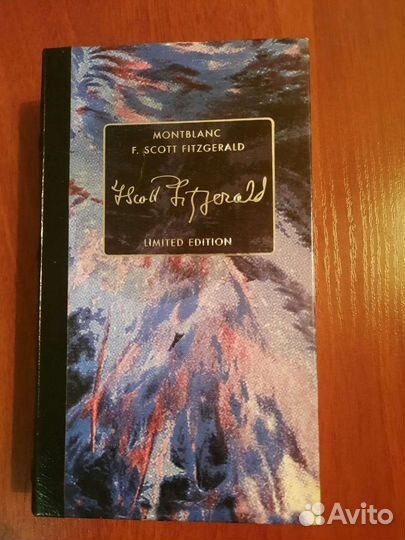 MONTBLANC
F. SCOTT FITZGERALD
FScott Fitzgerald
LIMITED EDITION
Avito